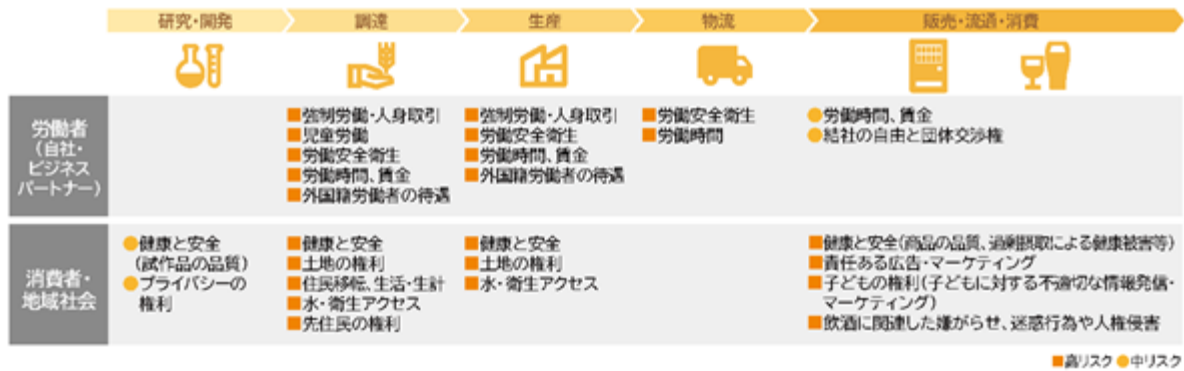 研究・開発
調達
生産
物流
販売・流通・消費
労働者
（自社・
ビジネス
パートナー）
■強制労働・人身取引
■児童労働
■労働安全衛生
■労働時間、賃金
■外国籍労働者の待遇
■強制労働・人身取引
■労働安全衛生
■労働時間、賃金
■外国籍労働者の待遇
■労働安全衛生
■労働時間
●労働時間、賃金
●結社の自由と団体交渉権
消費者・
地域社会
●健康と安全
（試作品の品質）
●プライバシーの
権利
■健康と安全
■土地の権利
■住民移転、生活・生計
■水・衛生アクセス
■先住民の権利
■健康と安全
■土地の権利
■水・衛生アクセス
■健康と安全（商品の品質、過剰摂取による健康被害等）
■責任ある広告・マーケティング
■子どもの権利（子どもに対する不適切な情報発信・
マーケティング）
■飲酒に関連した嫌がらせ、迷惑行為や人権侵害
■高リスク ●中リスク